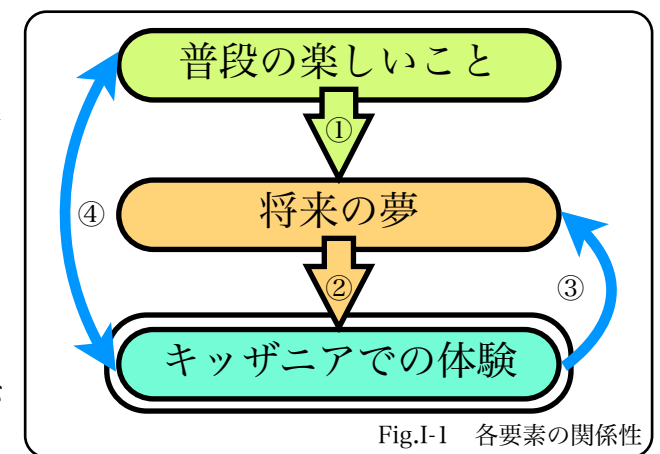 普段の楽しいこと
①
④
将来の夢
②
③
キッザニアでの体験
Fig.I-1 各要素の関係性